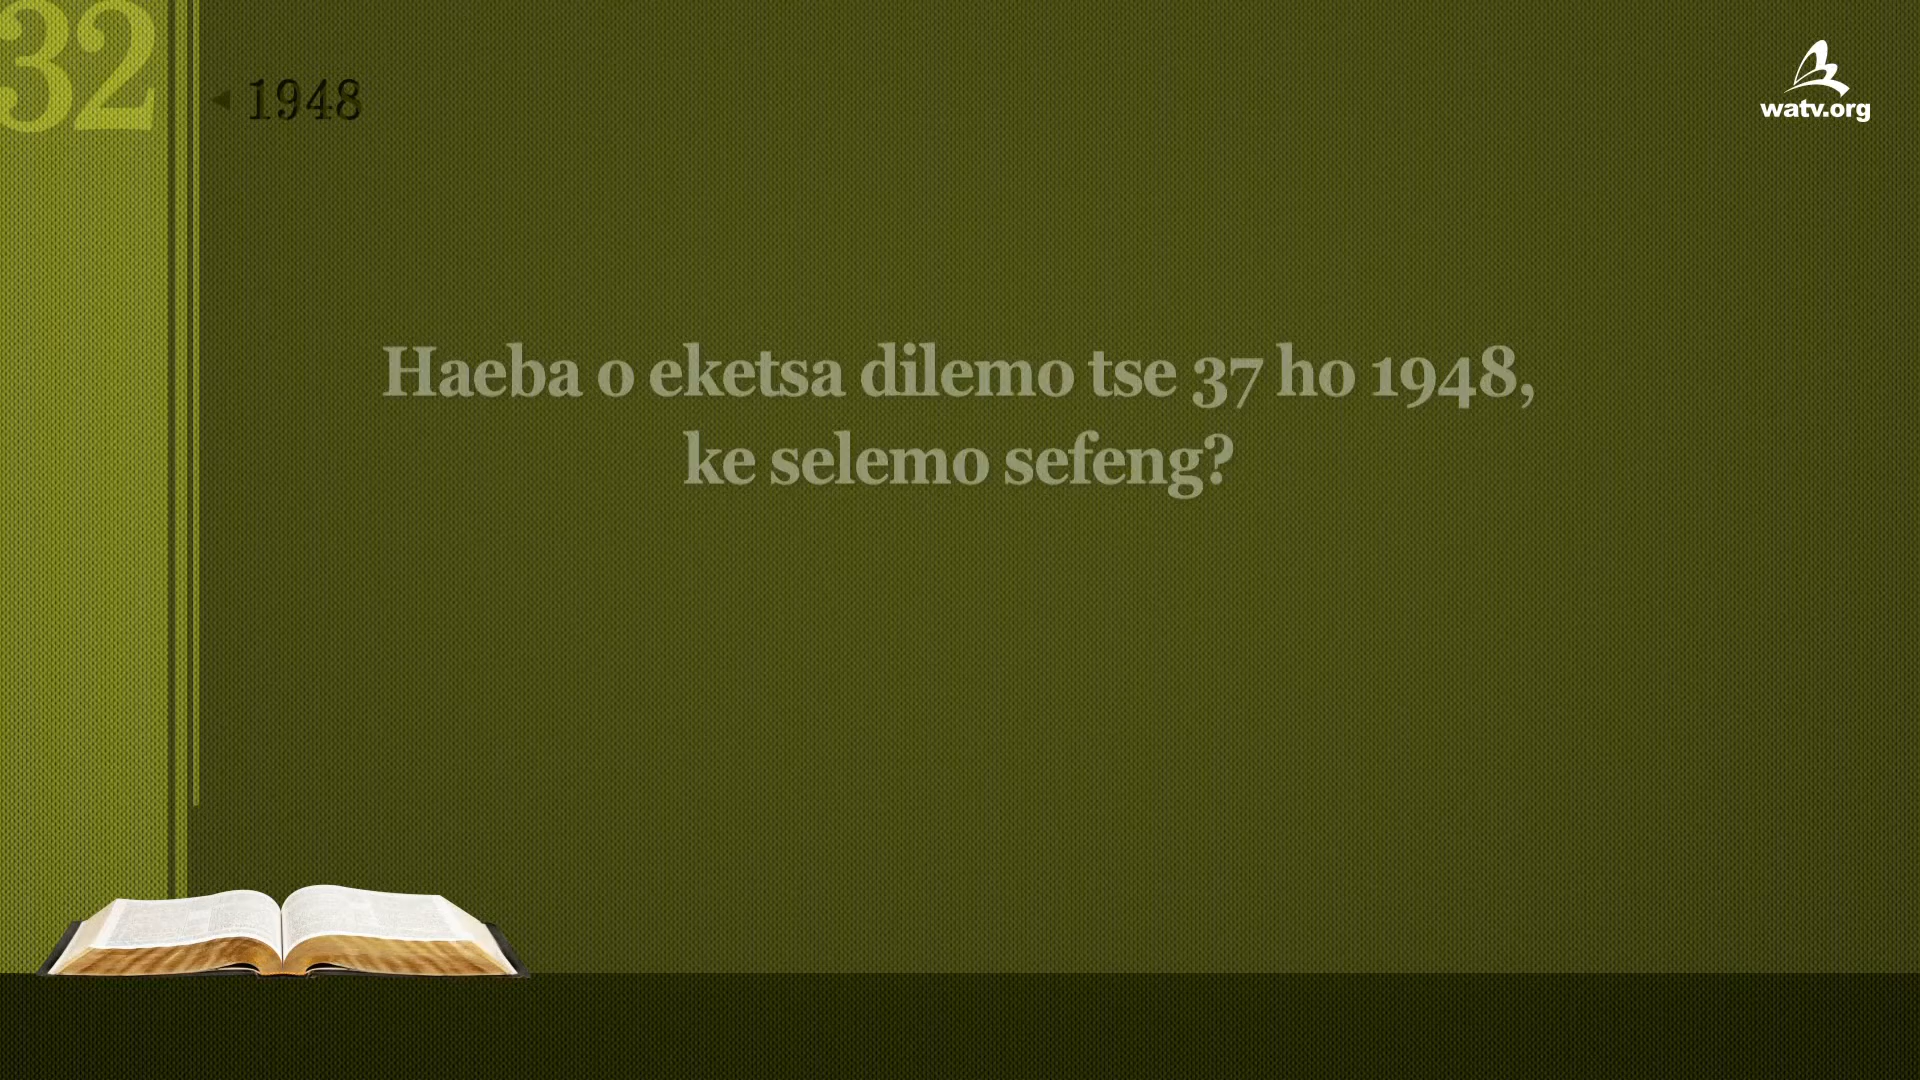 32
◄ 1948
watv.org
Haeba o eketsa dilemo tse 37 ho 1948,
ke selemo sefeng?